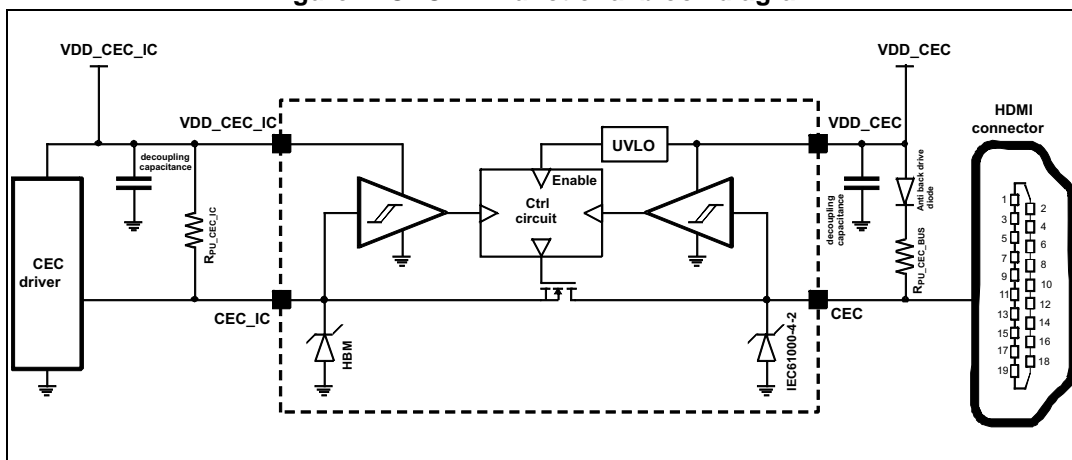 VDD_CEC_IC
VDD_CEC
HDMI
connector
VDD_CEC_IC
VDD_CEC
decoupling
capacitance
UVLO
Enable
Ctrl
circuit
decoupling
capacitance
Anti back drive
diode
RPU_CEC_IC
RPU_CEC_BUS
CEC
driver
CEC_IC
CEC
HBM
IEC61000-4-2
1
2
3
4
5
6
7
8
9
10
11
12
13
14
15
16
17
18
19